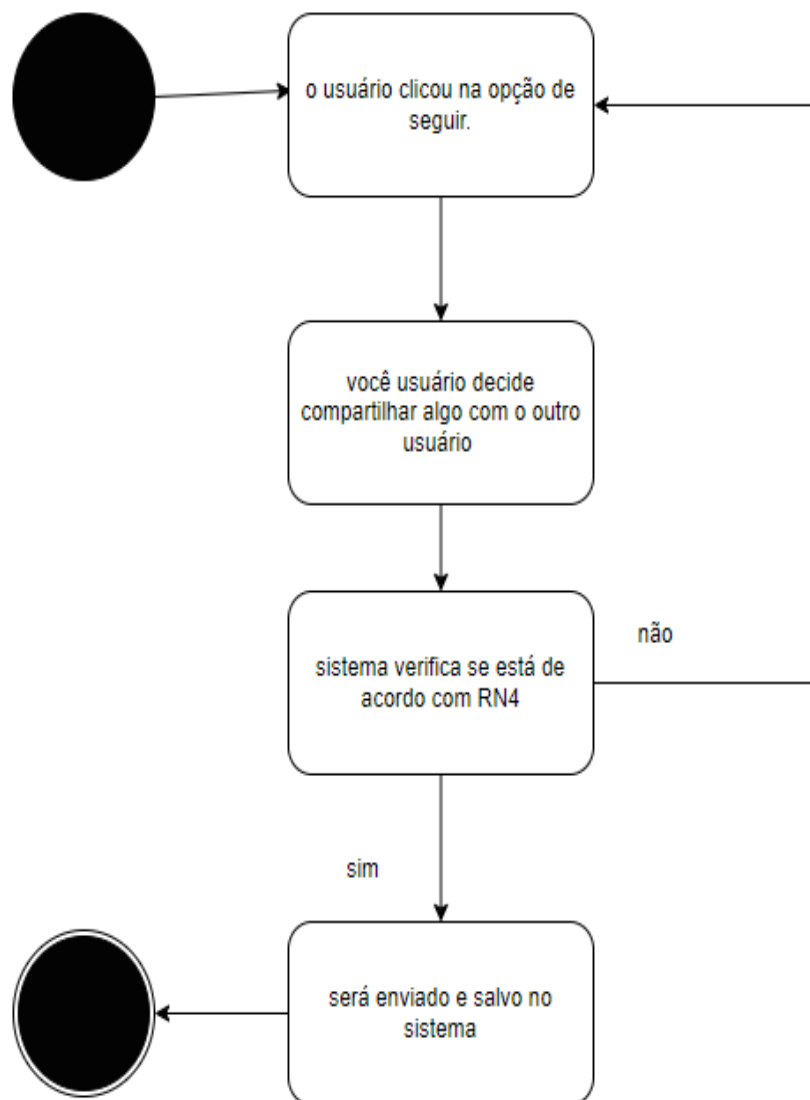 o usuário clicou na opção de
seguir.
você usuário decide
compartilhar algo com o outro
usuário
não
sistema verifica se está de
acordo com RN4
sim
será enviado e salvo no
sistema